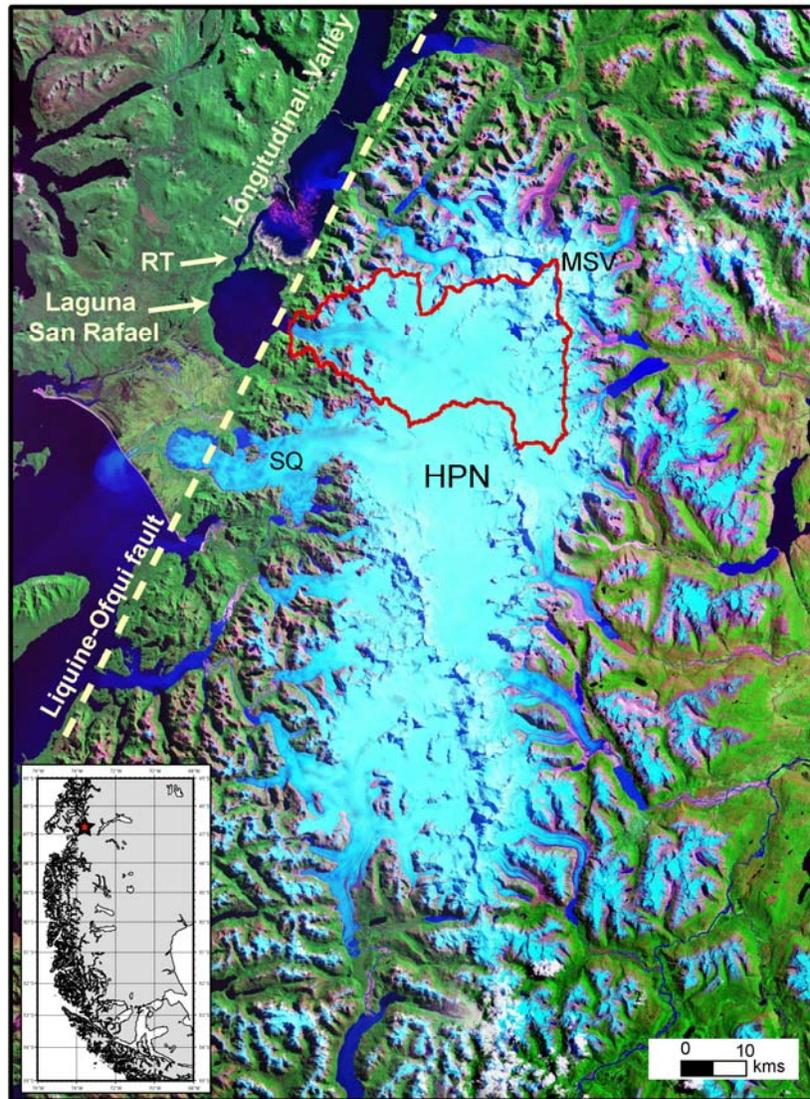 Longitudinal Valley
RT
Laguna
San Rafael
MSV
SQ
HPN
Liquine-Ofqui fault
0 10
kms